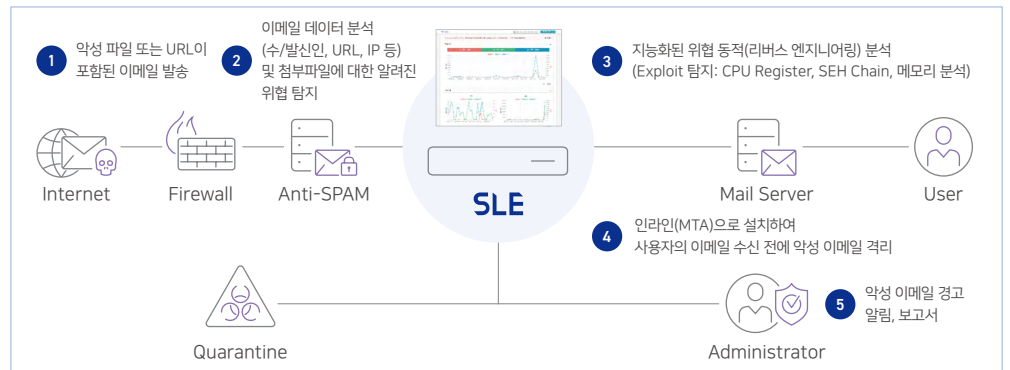 1
악성 파일 또는 URL이
포함된 이메일 발송
2
이메일 데이터 분석
(수/발신인, URL, IP 등)
및 첨부파일에 대한 알려진
위협 탐지
3
지능화된 위협 동적(리버스 엔지니어링) 분석
(Exploit 탐지: CPU Register, SEH Chain, 메모리 분석)
Internet
Firewall
Anti-SPAM
SLE
Mail Server
User
4
인라인(MTA)으로 설치하여
사용자의 이메일 수신 전에 악성 이메일 격리
5
악성 이메일 경고
알림, 보고서
Quarantine
Administrator